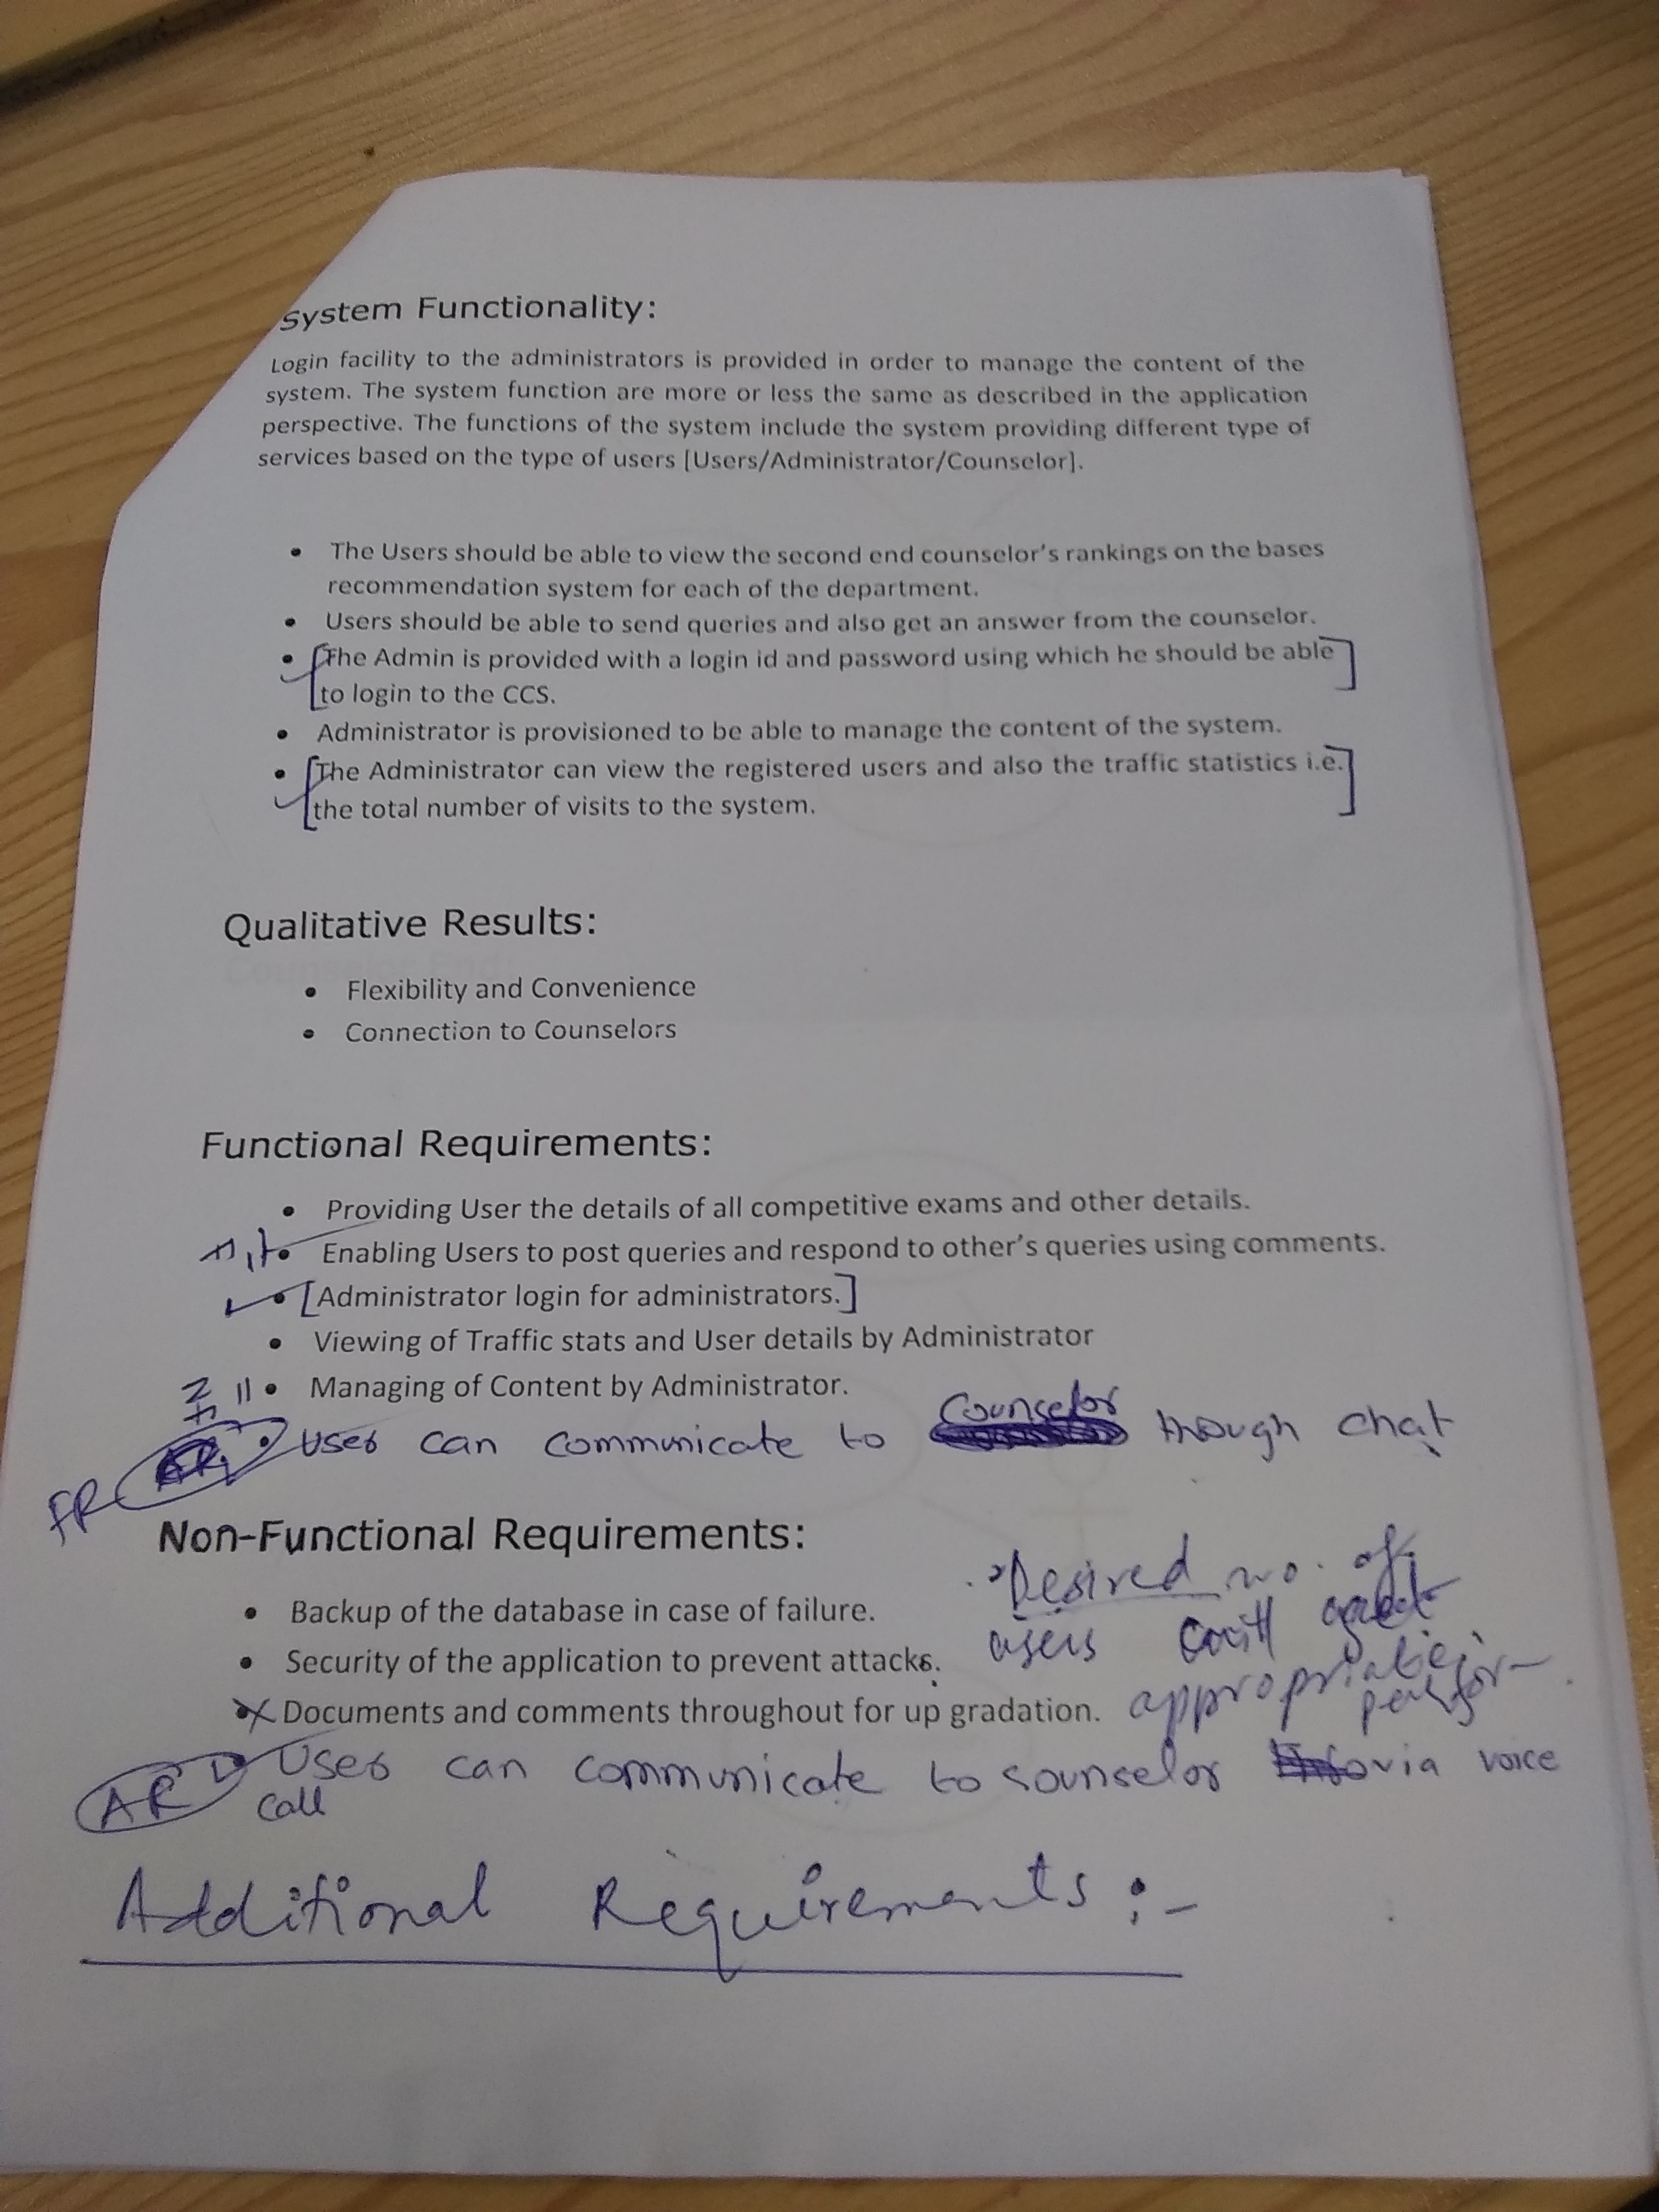 System Functionality:
Login facility to the administrators is provided in order to manage the content of the
system. The system function are more or less the same as described in the application
perspective. The functions of the system include the system providing different type of
services based on the type of users [Users/Administrator/Counselor].
• The Users should be able to view the second end counselor's rankings on the bases
recommendation system for each of the department.
• Users should be able to send queries and also get an answer from the counselor.
• [The Admin is provided with a login id and password using which he should be able]
to login to the CCS.
• Administrator is provisioned to be able to manage the content of the system.
• [The Administrator can view the registered users and also the traffic statistics i.e.]
the total number of visits to the system.
Qualitative Results:
• Flexibility and Convenience
• Connection to Counselors
Functional Requirements:
• Providing User the details of all competitive exams and other details.
• Enabling Users to post queries and respond to other's queries using comments.
• [Administrator login for administrators.]
• Viewing of Traffic stats and User details by Administrator
• Managing of Content by Administrator.
FR • User can communicate to Counselor though chat
Non-Functional Requirements:
• Backup of the database in case of failure.
• Security of the application to prevent attacks.
• Documents and comments throughout for up gradation.
Desired no. of
users
appropriate
AR User can communicate to counselor via voice
call
Additional Requirements :-